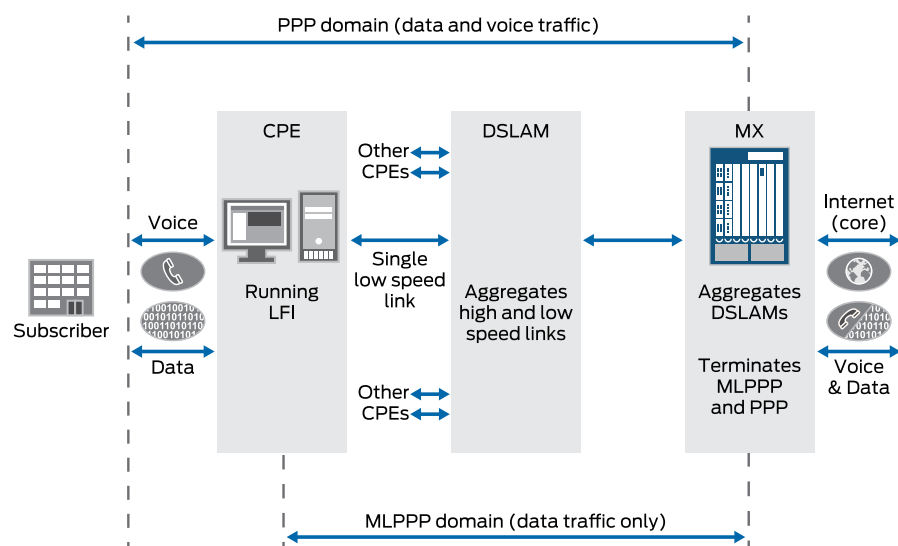 PPP domain (data and voice traffic)
CPE
DSLAM
MX
Other
CPEs
Voice
Internet
(core)
Single
low speed
link
Running
LFI
Aggregates
high and low
speed links
Aggregates
DSLAMs
Subscriber
Data
Terminates
MLPPP
and PPP
Voice
& Data
Other
CPEs
MLPPP domain (data traffic only)